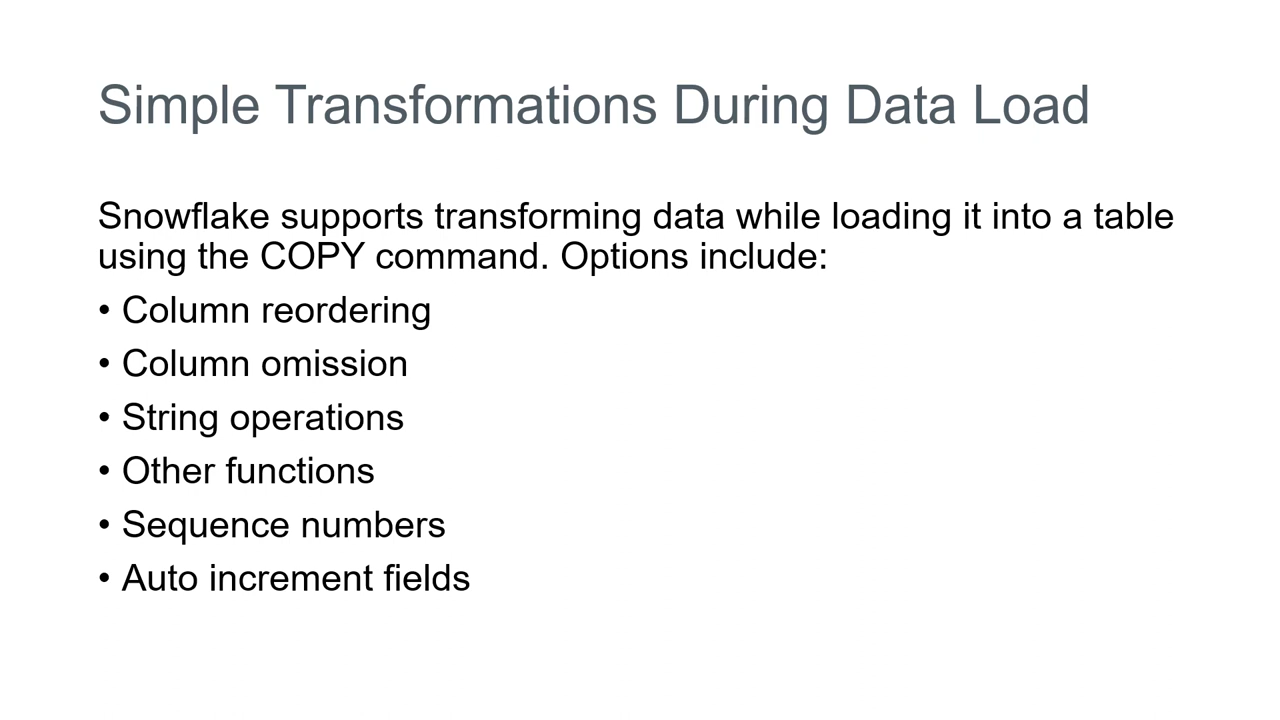 Simple Transformations During Data Load
Snowflake supports transforming data while loading it into a table
using the COPY command. Options include:
• Column reordering
• Column omission
• String operations
• Other functions
• Sequence numbers
• Auto increment fields